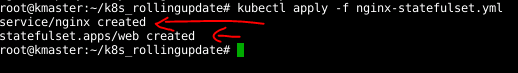 root@kmaster:~/k8s_rollingupdate# kubectl apply -f nginx-statefulset.yml
service/nginx created
statefulset.apps/web created
root@kmaster:~/k8s_rollingupdate#